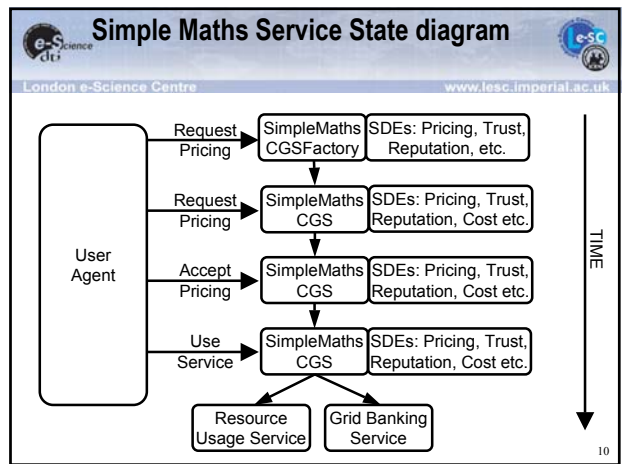 Simple Maths Service State diagram
e-Science
dti
e-SC
London e-Science Centre
www.lesc.imperial.ac.uk
Request
Pricing
SimpleMaths
CGSFactory
SDEs: Pricing, Trust,
Reputation, etc.
Request
Pricing
SimpleMaths
CGS
SDEs: Pricing, Trust,
Reputation, Cost etc.
User
Agent
TIME
Accept
Pricing
SimpleMaths
CGS
SDEs: Pricing, Trust,
Reputation, Cost etc.
Use
Service
SimpleMaths
CGS
SDEs: Pricing, Trust,
Reputation, Cost etc.
Resource
Usage Service
Grid Banking
Service
10